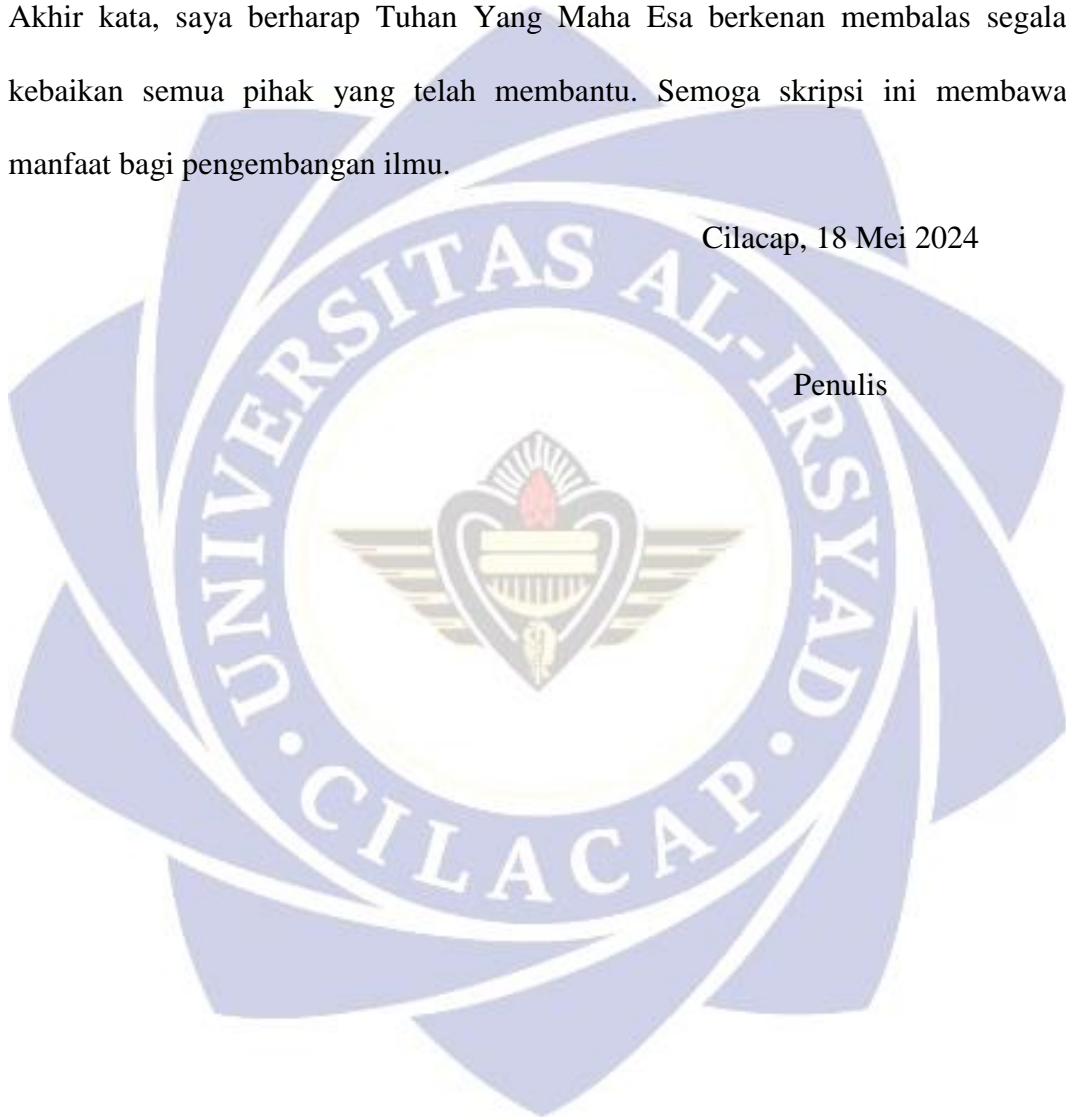 Akhir kata, saya berharap Tuhan Yang Maha Esa berkenan membalas segala
kebaikan semua pihak yang telah membantu. Semoga skripsi ini membawa
manfaat bagi pengembangan ilmu.
Cilacap, 18 Mei 2024
Penulis
UNIVERSITAS AL-IRSYAD
• CILACAP •